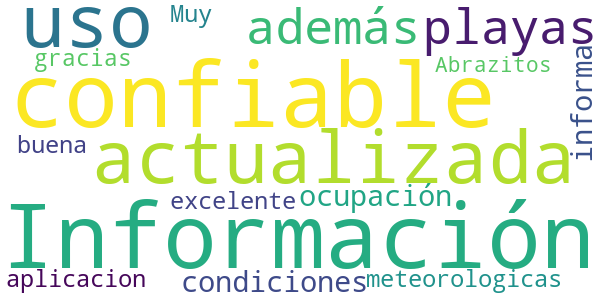 uso Muy además playas
gracias Abrazitos
confiable informa
buena actualizada
excelente ocupación
Información
aplicacion condiciones meteorologicas